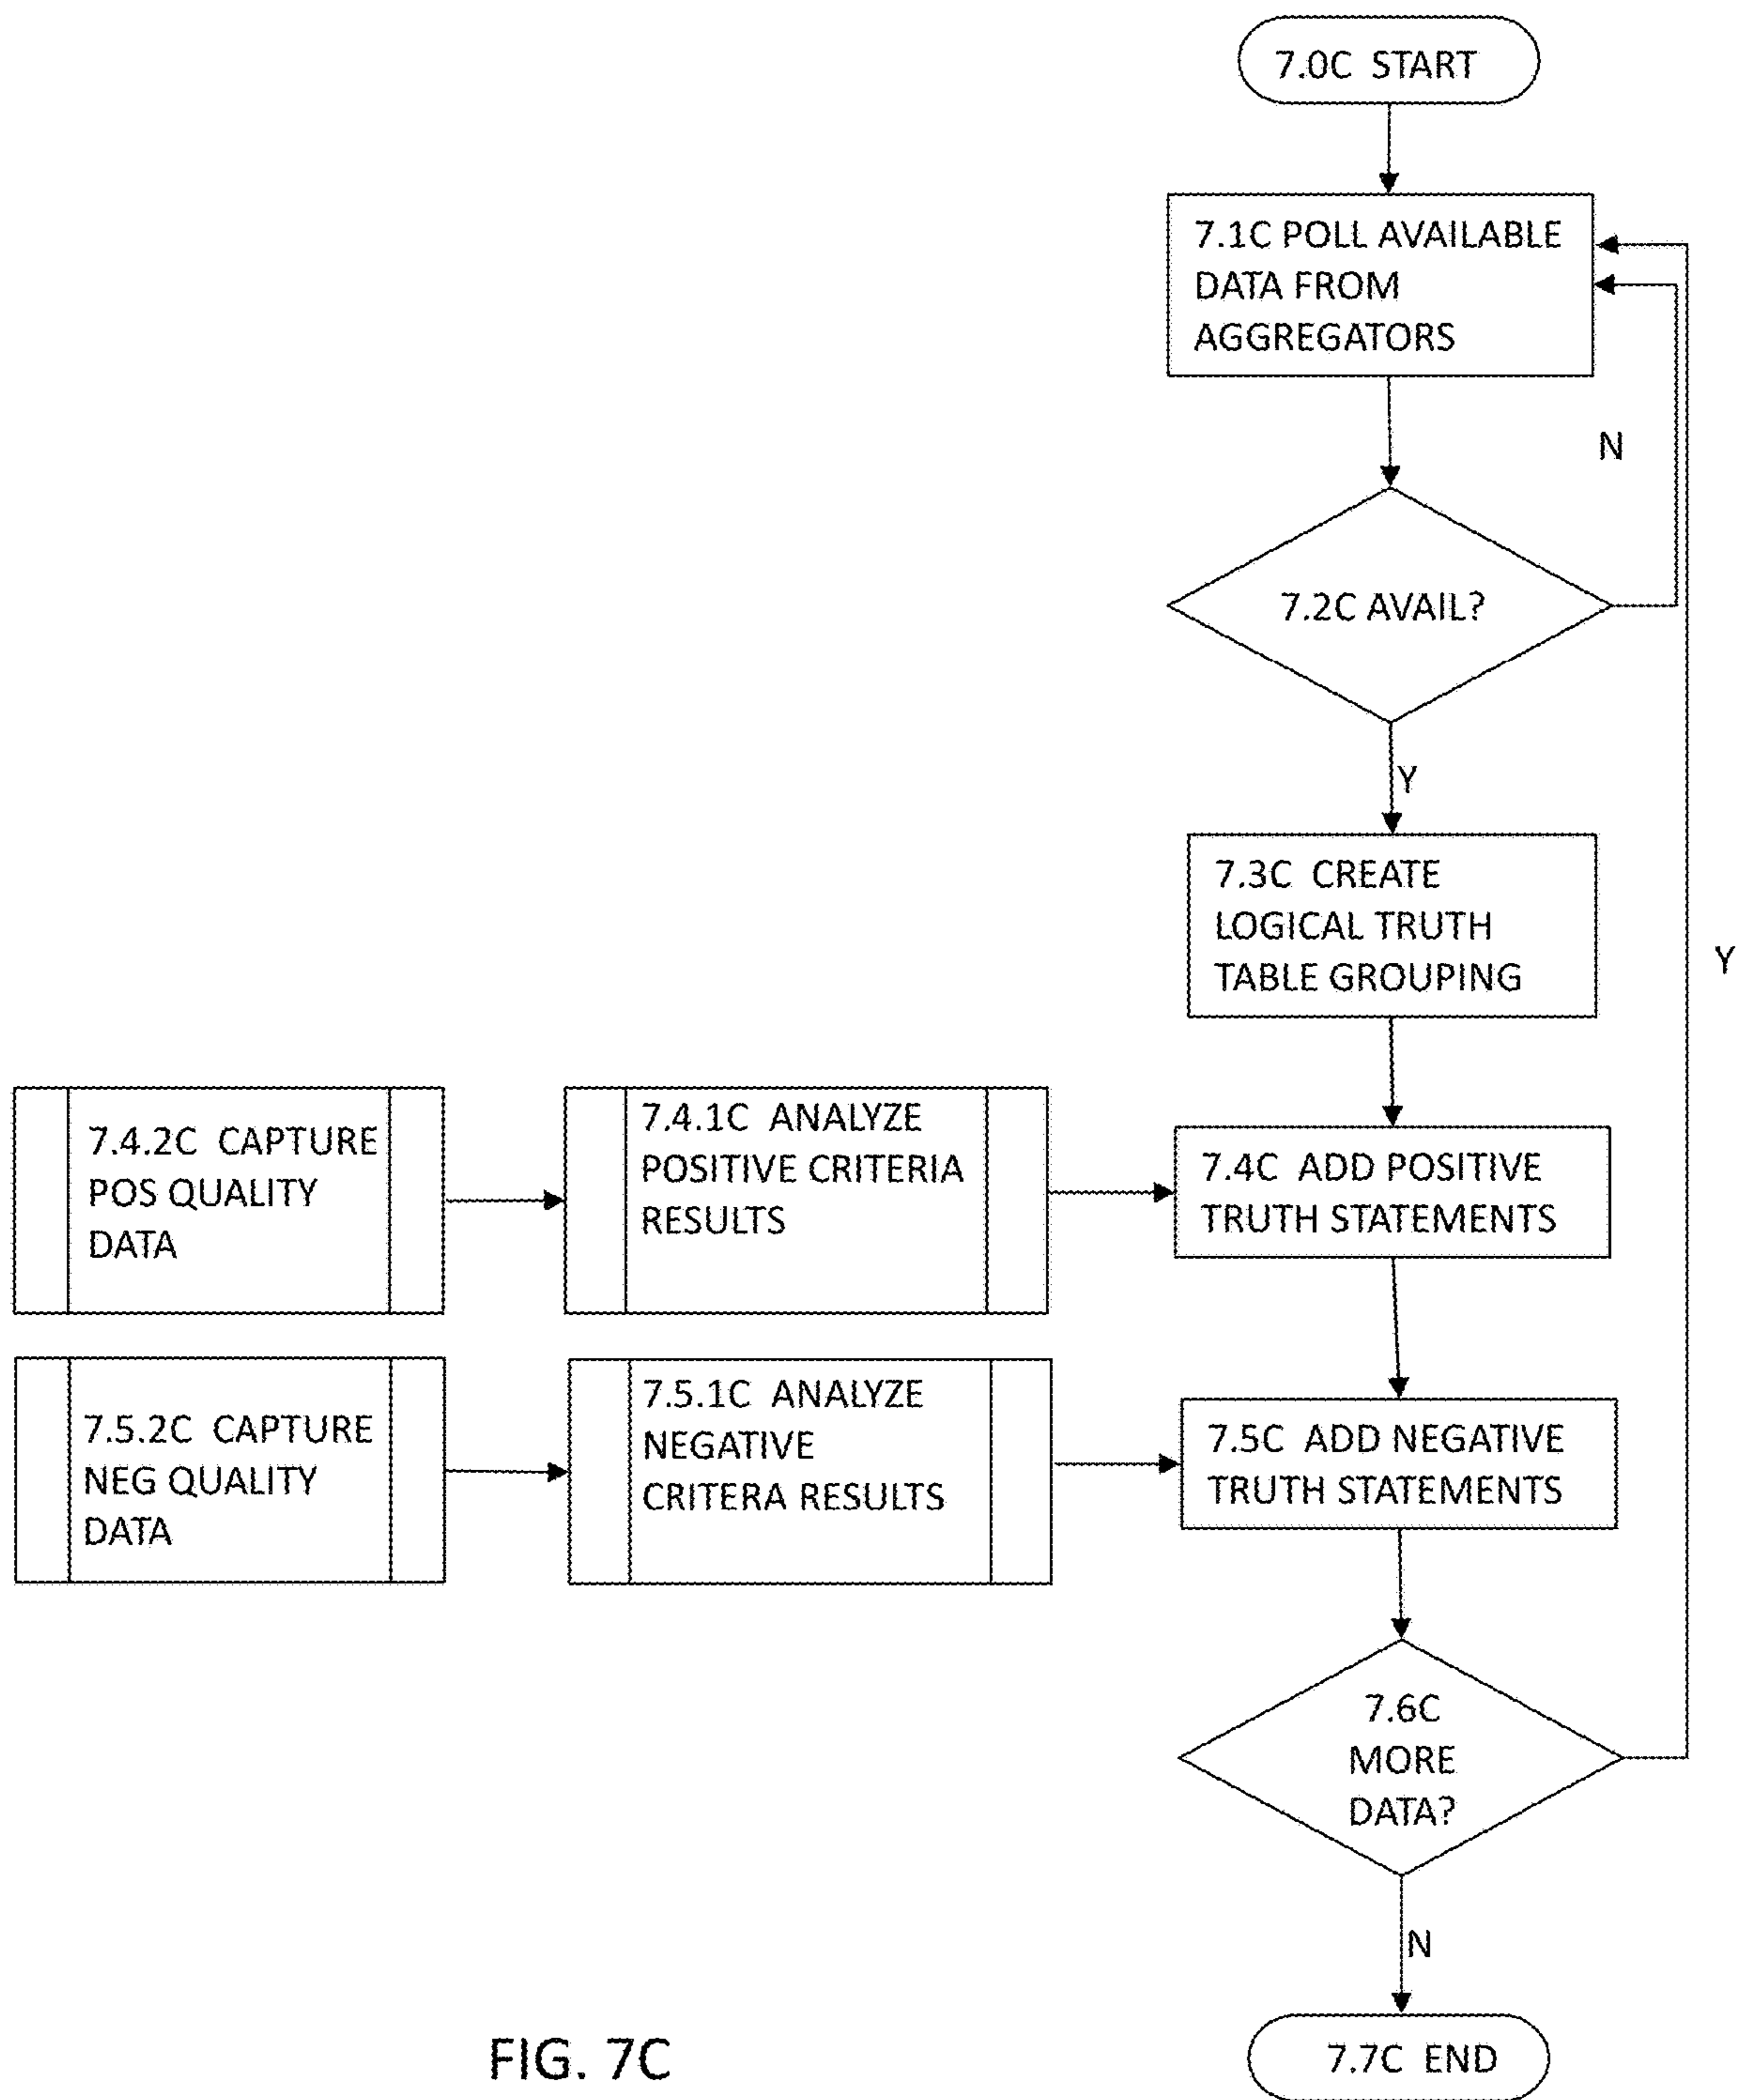 7.0C START
7.1C POLL AVAILABLE
DATA FROM
AGGREGATORS
N
7.2C AVAIL?
Y
7.3C CREATE
LOGICAL TRUTH
TABLE GROUPING
Y
7.4.2C CAPTURE
POS QUALITY
DATA
7.4.1C ANALYZE
POSITIVE CRITERIA
RESULTS
7.4C ADD POSITIVE
TRUTH STATEMENTS
7.5.2C CAPTURE
NEG QUALITY
DATA
7.5.1C ANALYZE
NEGATIVE
CRITERA RESULTS
7.5C ADD NEGATIVE
TRUTH STATEMENTS
7.6C
MORE
DATA?
N
7.7C END
FIG. 7C